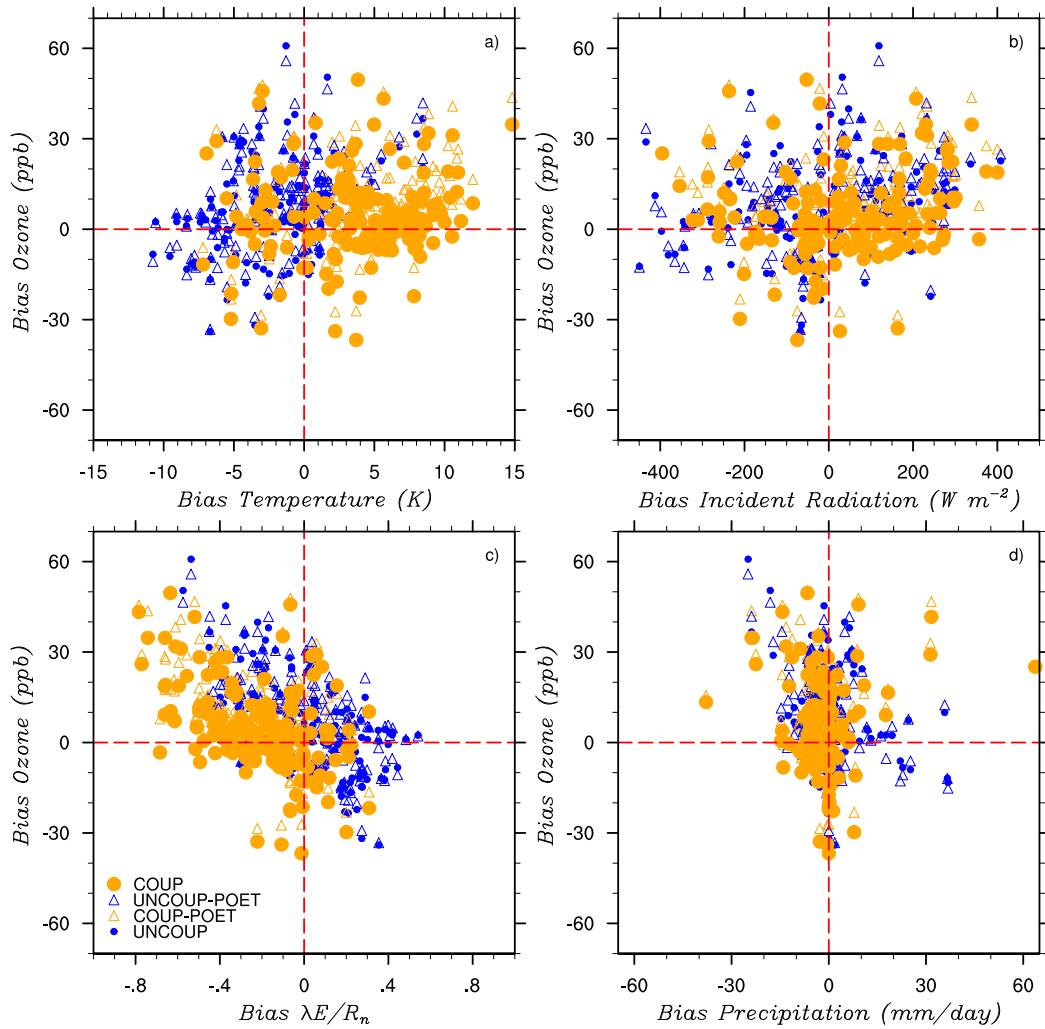 60
30
0
-30
-60
Bias Ozone (ppb)
a)
-15 -10 -5 0 5 10 15
Bias Temperature (K)
60
30
0
-30
-60
Bias Ozone (ppb)
b)
-400 -200 0 200 400
Bias Incident Radiation (W m⁻²)
60
30
0
-30
-60
Bias Ozone (ppb)
c)
COUP
UNCOUP-POET
COUP-POET
UNCOUP
-.8 -.4 0 .4 .8
Bias λE/Rₙ
60
30
0
-30
-60
Bias Ozone (ppb)
d)
-60 -30 0 30 60
Bias Precipitation (mm/day)